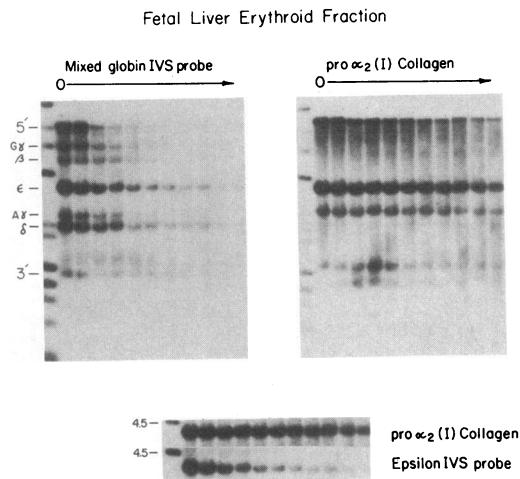 Fetal Liver Erythroid Fraction
Mixed globin IVS probe
O
5′
Gγ
β
ε
Aγ
δ
3′
pro α2 (I) Collagen
O
4.5
pro α2 (I) Collagen
4.5
Epsilon IVS probe